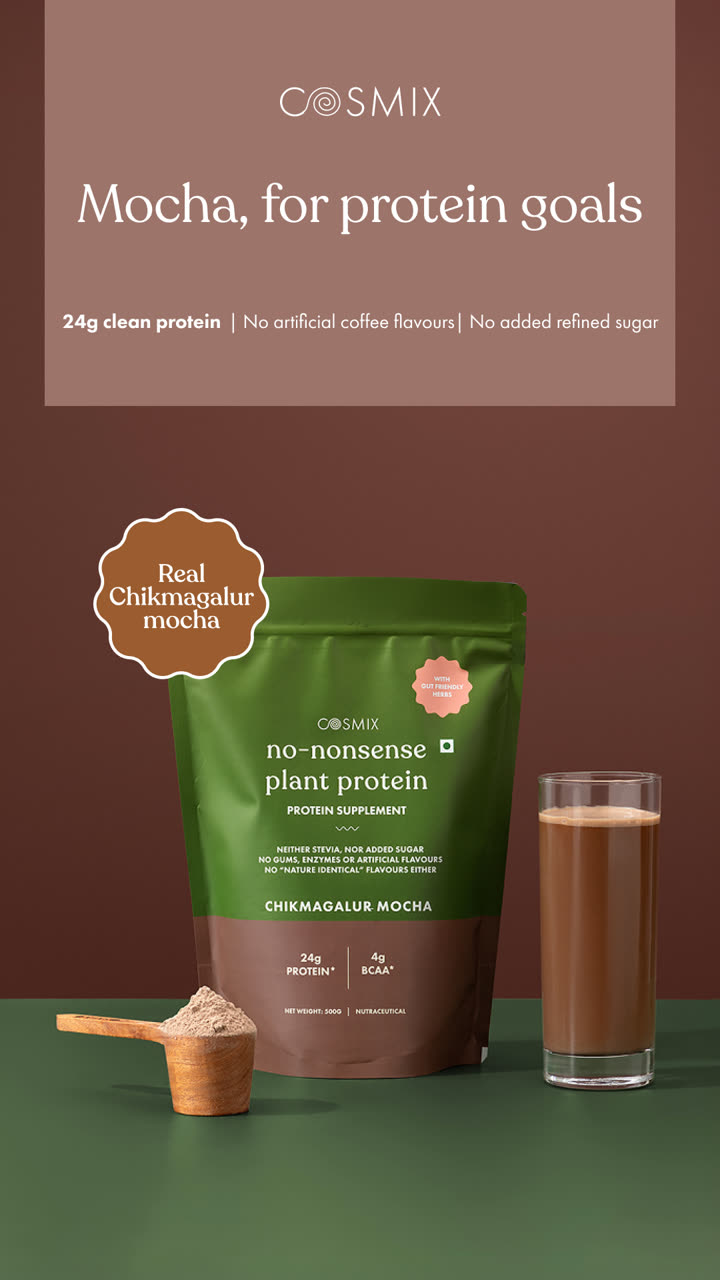 COSMIX
Mocha, for protein goals
24g clean protein | No artificial coffee flavours| No added refined sugar
Real
Chikmagalur
mocha
WITH
GUT FRIENDLY
HERBS
COSMIX
no-nonsense
plant protein
PROTEIN SUPPLEMENT
NEITHER STEVIA, NOR ADDED SUGAR
NO GUMS, ENZYMES OR ARTIFICIAL FLAVOURS
NO "NATURE IDENTICAL" FLAVOURS EITHER
CHIKMAGALUR MOCHA
24g PROTEIN* | 4g BCAA*
NET WEIGHT: 500G | NUTRACEUTICAL